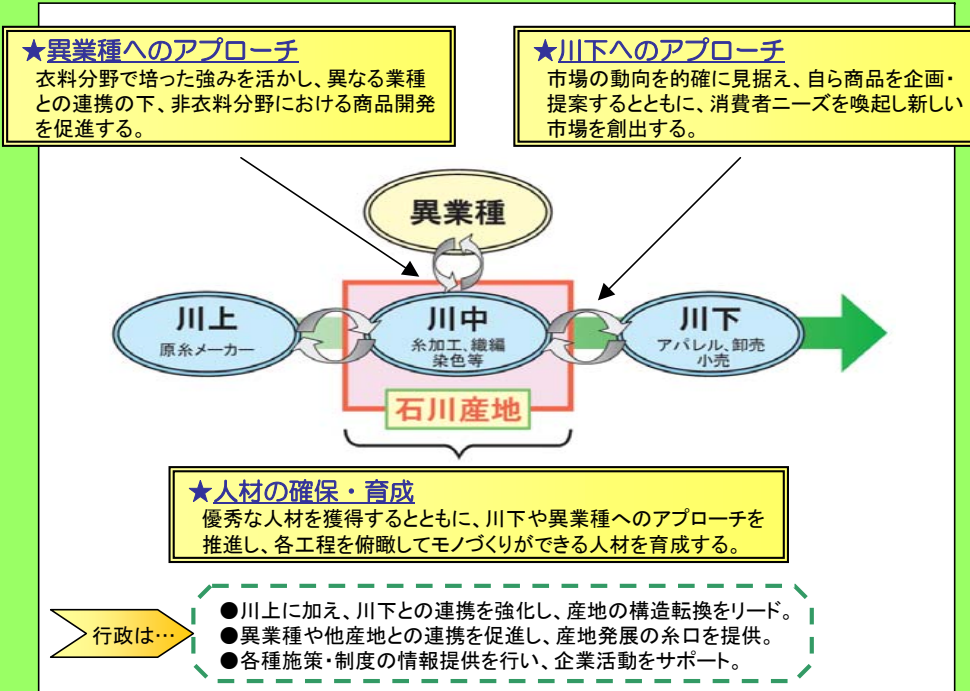 ★異業種へのアプローチ
衣料分野で培った強みを活かし、異なる業種
との連携の下、非衣料分野における商品開発
を促進する。
★川下へのアプローチ
市場の動向を的確に見据え、自ら商品を企画・
提案するとともに、消費者ニーズを喚起し新しい
市場を創出する。
異業種
川上
原糸メーカー
川中
糸加工、織編
染色等
川下
アパレル、卸売
小売
石川産地
★人材の確保・育成
優秀な人材を獲得するとともに、川下や異業種へのアプローチを
推進し、各工程を俯瞰してモノづくりができる人材を育成する。
行政は…
●川上に加え、川下との連携を強化し、産地の構造転換をリード。
●異業種や他産地との連携を促進し、産地発展の糸口を提供。
●各種施策・制度の情報提供を行い、企業活動をサポート。